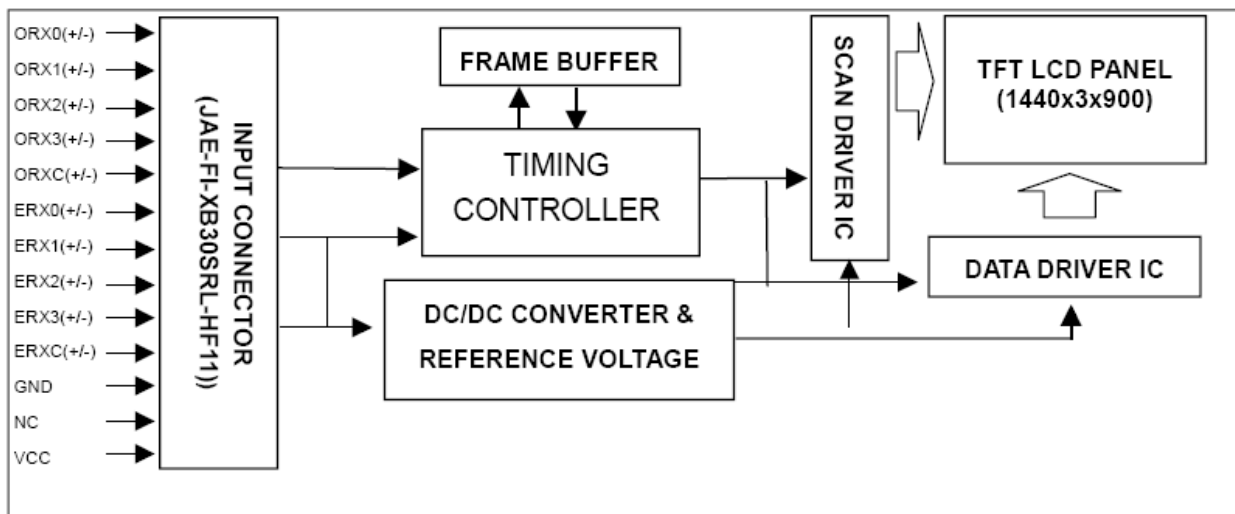 ORX0(+/-)
ORX1(+/-)
ORX2(+/-)
ORX3(+/-)
ORXC(+/-)
ERX0(+/-)
ERX1(+/-)
ERX2(+/-)
ERX3(+/-)
ERXC(+/-)
GND
NC
VCC
INPUT CONNECTOR
(JAE-FI-XB30SRL-HF11))
FRAME BUFFER
TIMING
CONTROLLER
DC/DC CONVERTER &
REFERENCE VOLTAGE
SCAN DRIVER IC
TFT LCD PANEL
(1440x3x900)
DATA DRIVER IC